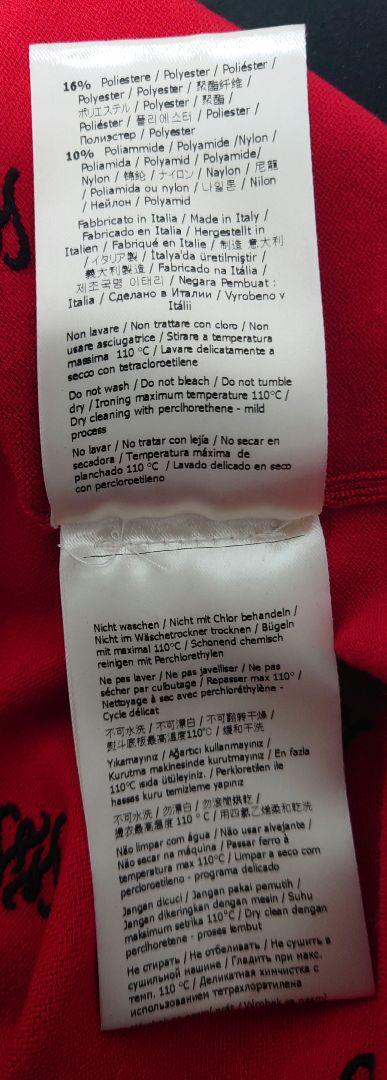 16% Poliestere / Polyester / Poliéster /
Polyester / Polyester / 聚酯纤维 /
ポリエステル / Polyester / 聚酯 /
Poliéster / 폴리에스터 / Poliester /
Полиэстер / Polyester
10% Poliammide / Polyamide /Nylon /
Poliamida / Polyamid / Polyamide/
Nylon / 锦纶 / ナイロン / Naylon / 尼龍
/ Poliamida ou nylon / 나일론 / Nilon
/ Нейлон / Polyamid
Fabbricato in Italia / Made in Italy /
Fabricado en Italia / Hergestellt in
Italien / Fabriqué en Italie / 制造 意大利
/ イタリア製 / İtalya'da üretilmiştir /
義大利製造 / Fabricado na Itália /
제조국명 이태리 / Negara Pembuat :
Italia / Сделано в Италии / Vyrobeno v
Itálii
Non lavare / Non trattare con cloro / Non
usare asciugatrice / Stirare a temperatura
massima 110 °C / Lavare delicatamente a
secco con tetracloroetilene
Do not wash / Do not bleach / Do not tumble
dry / Ironing maximum temperature 110°C /
Dry cleaning with perclhorethene - mild
process
No lavar / No tratar con lejía / No secar en
secadora / Temperatura máxima de
planchado 110 °C / Lavado delicado en seco
con percloroetileno
Nicht waschen / Nicht mit Chlor behandeln /
Nicht im Wäschetrockner trocknen / Bügeln
mit maximal 110°C / Schonend chemisch
reinigen mit Perchlorethylen
Ne pas laver / Ne pas javelliser / Ne pas
sécher par culbutage / Repasser max 110° /
Nettoyage à sec avec perchloréthylène -
Cycle délicat
不可水洗 / 不可漂白 / 不可翻转干燥 /
熨斗底板最高温度110°C / 缓和干洗
Yıkamayınız / Ağartıcı kullanmayınız /
Kurutma makinesinde kurutmayınız / En fazla
110°C ısıda ütüleyiniz. / Perkloretilen ile
hassas kuru temizleme yapınız
不可水洗 / 勿漂白 / 勿滾筒烘乾 /
燙衣最高溫度 110 ° C / 用四氯乙烯柔和乾洗
Não limpar com água / Não usar alvejante /
Não secar na máquina / Passar ferro à
temperatura max 110°C / Limpar a seco com
percloroetileno - programa delicado
Jangan dicuci / Jangan pakai pemutih /
Jangan dikeringkan dengan mesin / Suhu
maksimum setrika 110°C / Dry clean dengan
perclhoretene - proses lembut
Не стирать / Не отбеливать / Не сушить в
сушильной машине / Гладить при макс.
темп. 110 °C / Деликатная химчистка с
использованием тетрахлорэтилена